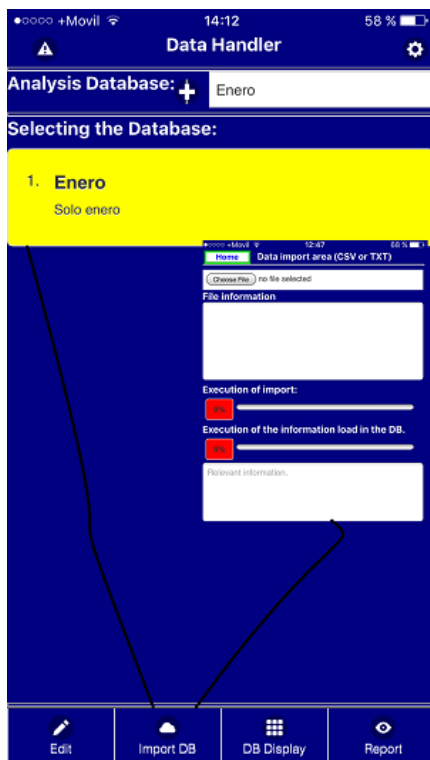 +Movil 14:12 58 %
Data Handler
Analysis Database: + Enero
Selecting the Database:
1. Enero
Solo enero
+Movil 12:47 68 %
Home Data import area (CSV or TXT)
Choose File no file selected
File information
Execution of import:
0%
Execution of the information load in the DB.
0%
Relevant information.
Edit Import DB DB Display Report